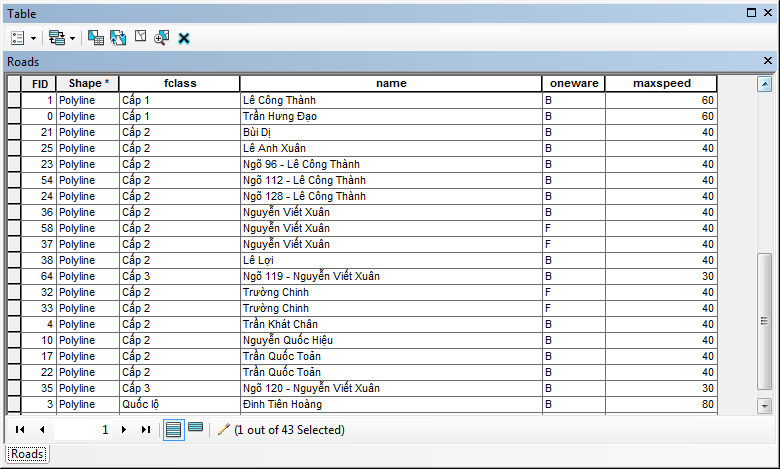 Table
Roads
FID Shape * fclass name oneware maxspeed
1 Polyline Cấp 1 Lê Công Thành B 60
0 Polyline Cấp 1 Trần Hưng Đạo B 60
21 Polyline Cấp 2 Bùi Dị B 40
25 Polyline Cấp 2 Lê Anh Xuân B 40
23 Polyline Cấp 2 Ngõ 96 - Lê Công Thành B 40
54 Polyline Cấp 2 Ngõ 112 - Lê Công Thành B 40
24 Polyline Cấp 2 Ngõ 128 - Lê Công Thành B 40
36 Polyline Cấp 2 Nguyễn Viết Xuân B 40
58 Polyline Cấp 2 Nguyễn Viết Xuân F 40
37 Polyline Cấp 2 Nguyễn Viết Xuân F 40
38 Polyline Cấp 2 Lê Lợi B 40
64 Polyline Cấp 3 Ngõ 119 - Nguyễn Viết Xuân B 30
32 Polyline Cấp 2 Trường Chinh F 40
33 Polyline Cấp 2 Trường Chinh F 40
4 Polyline Cấp 2 Trần Khát Chân B 40
10 Polyline Cấp 2 Nguyễn Quốc Hiệu B 40
17 Polyline Cấp 2 Trần Quốc Toản B 40
22 Polyline Cấp 2 Trần Quốc Toản B 40
35 Polyline Cấp 3 Ngõ 120 - Nguyễn Viết Xuân B 30
3 Polyline Quốc lộ Đinh Tiên Hoàng B 80
1 (1 out of 43 Selected)
Roads